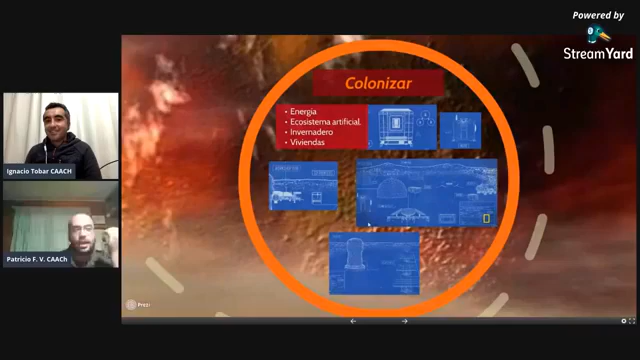 Powered by
StreamYard
Colonizar
• Energía
• Ecosistema artificial.
• Invernadero
• Viviendas
Ignacio Tobar CAACH
Patricio F. V. CAACh
Prezi